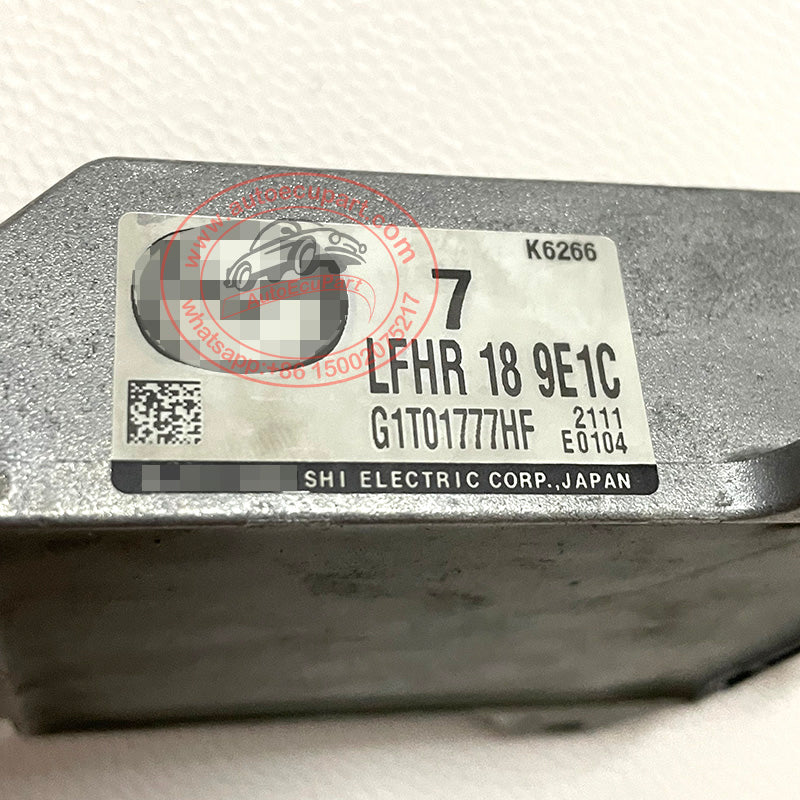 www.autoecupart.com
AutoEcuPart
whatsapp:+86 15002075217
K6266
7
LFHR 18 9E1C
G1T01777HF 2111
E0104
SHI ELECTRIC CORP.,JAPAN